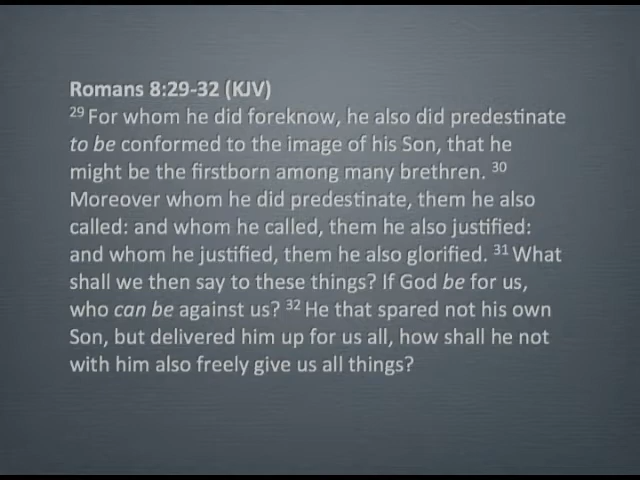 Romans 8:29-32 (KJV)
29 For whom he did foreknow, he also did predestinate
to be conformed to the image of his Son, that he
might be the firstborn among many brethren. 30
Moreover whom he did predestinate, them he also
called: and whom he called, them he also justified:
and whom he justified, them he also glorified. 31 What
shall we then say to these things? If God be for us,
who can be against us? 32 He that spared not his own
Son, but delivered him up for us all, how shall he not
with him also freely give us all things?